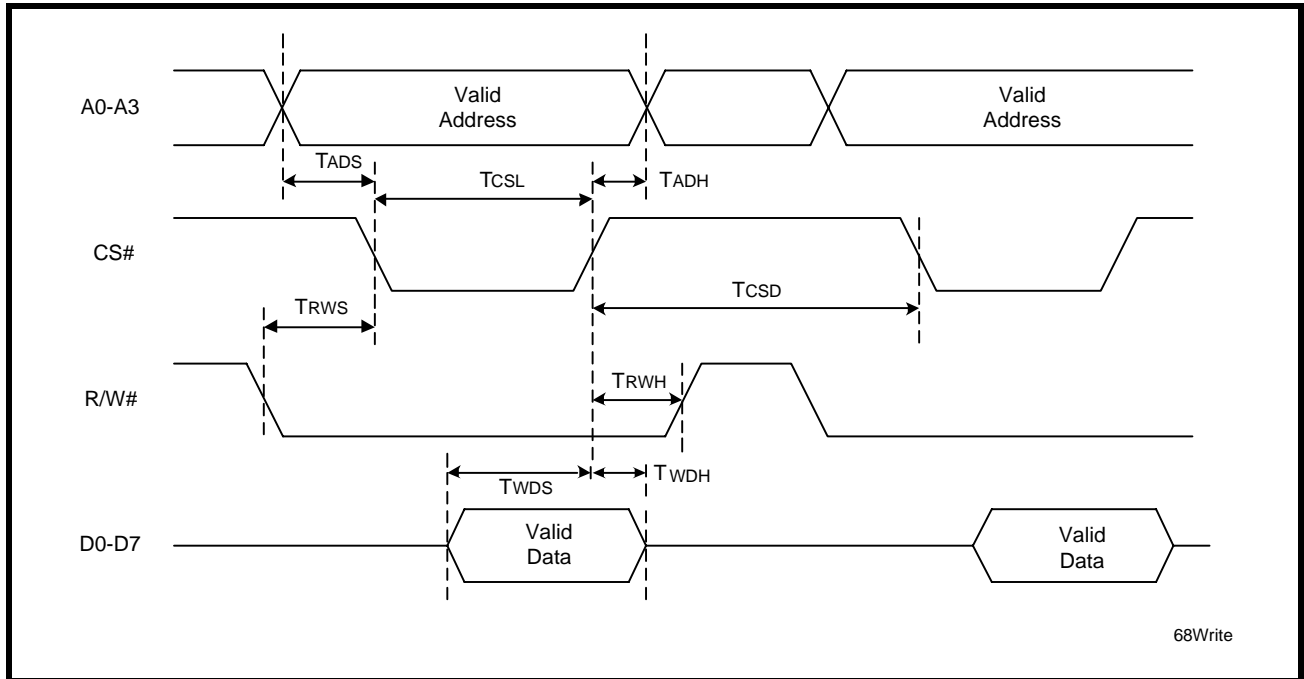 A0-A3
Valid
Address
Valid
Address
TADS
TCSL
TADH
CS#
TCSD
TRWS
R/W#
TRWH
TWDS
TWDH
D0-D7
Valid
Data
Valid
Data
68Write